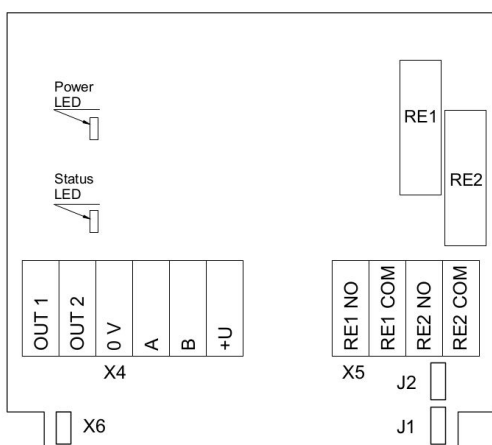 Power
LED
RE1
RE2
Status
LED
OUT 1
OUT 2
0 V
A
B
+U
RE1 NO
RE1 COM
RE2 NO
RE2 COM
X4
X5
J2
X6
J1